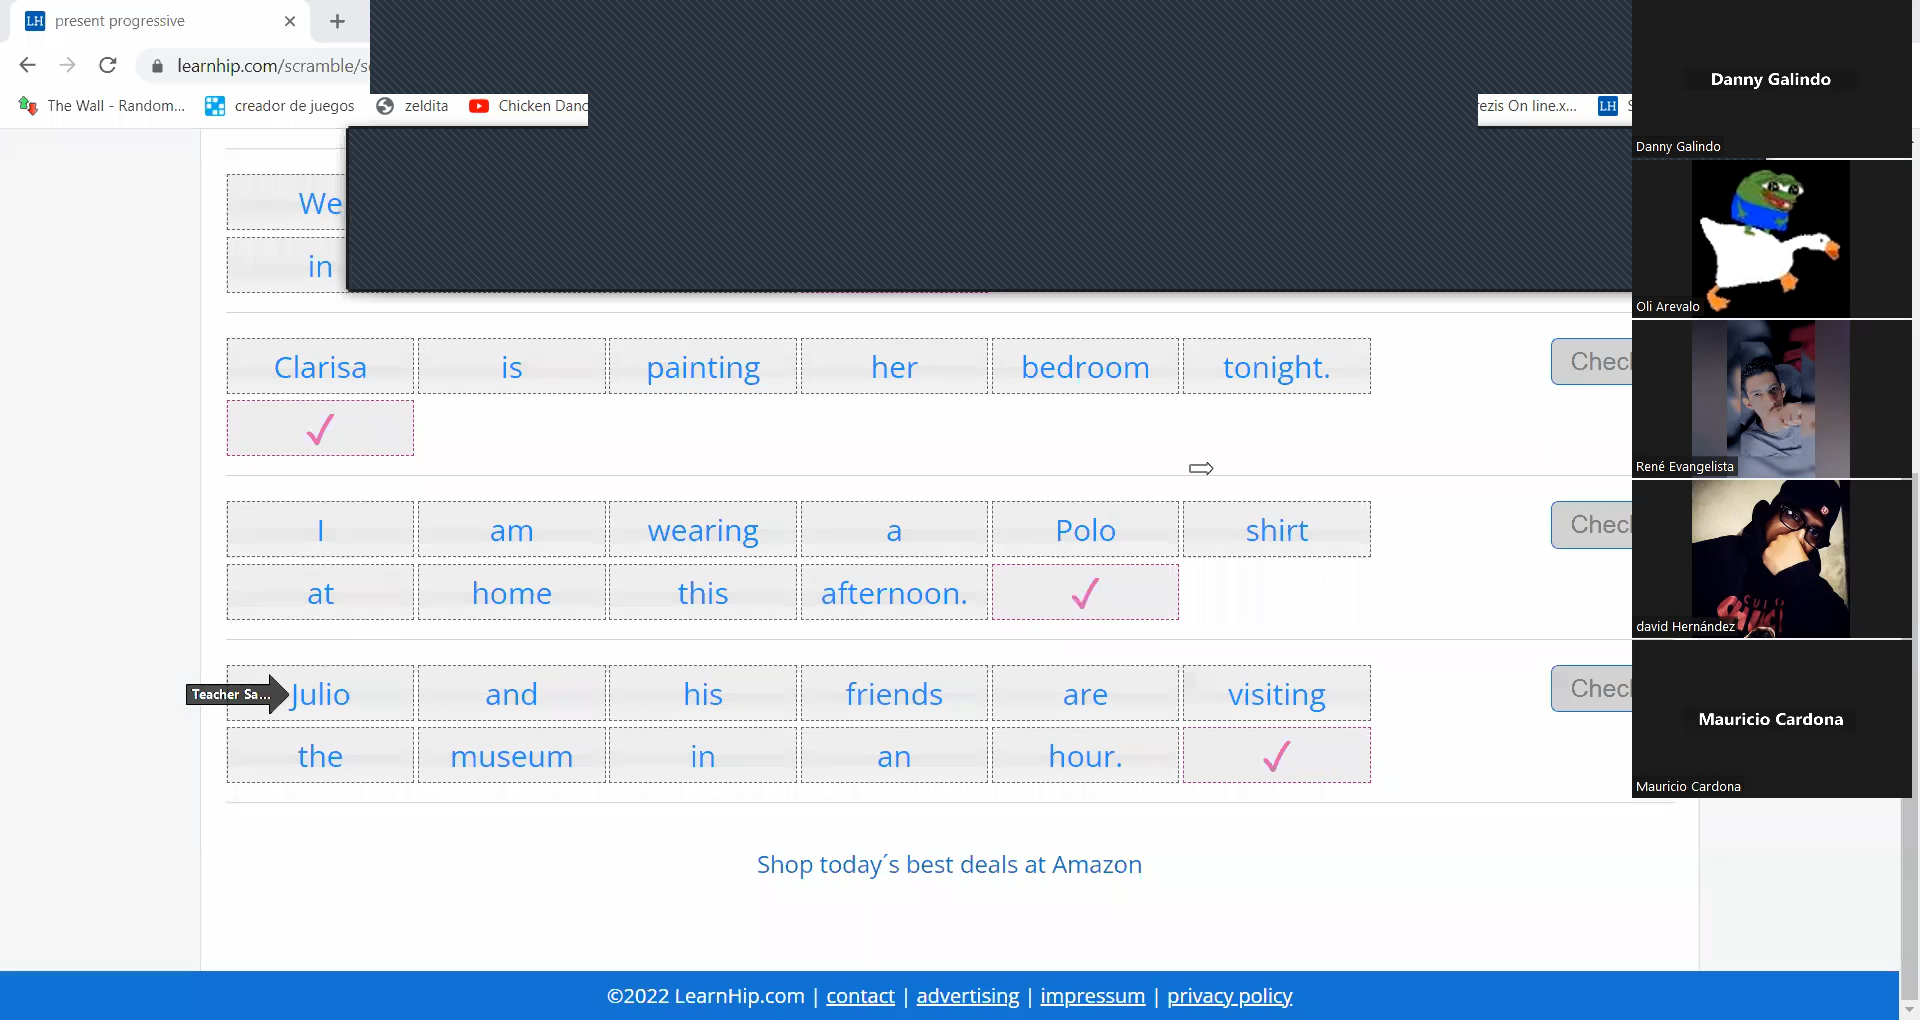 LH present progressive
learnhip.com/scramble/s
The Wall - Random... creador de juegos zeldita Chicken Danc
ezis On line.x... LH
Danny Galindo
Danny Galindo
We
in
Oli Arevalo
Clarisa is painting her bedroom tonight. Chec
✓
René Evangelista
I am wearing a Polo shirt Chec
at home this afternoon. ✓
david Hernández
Teacher Sa... Julio and his friends are visiting Chec
the museum in an hour. ✓
Mauricio Cardona
Mauricio Cardona
Shop today´s best deals at Amazon
©2022 LearnHip.com | contact | advertising | impressum | privacy policy